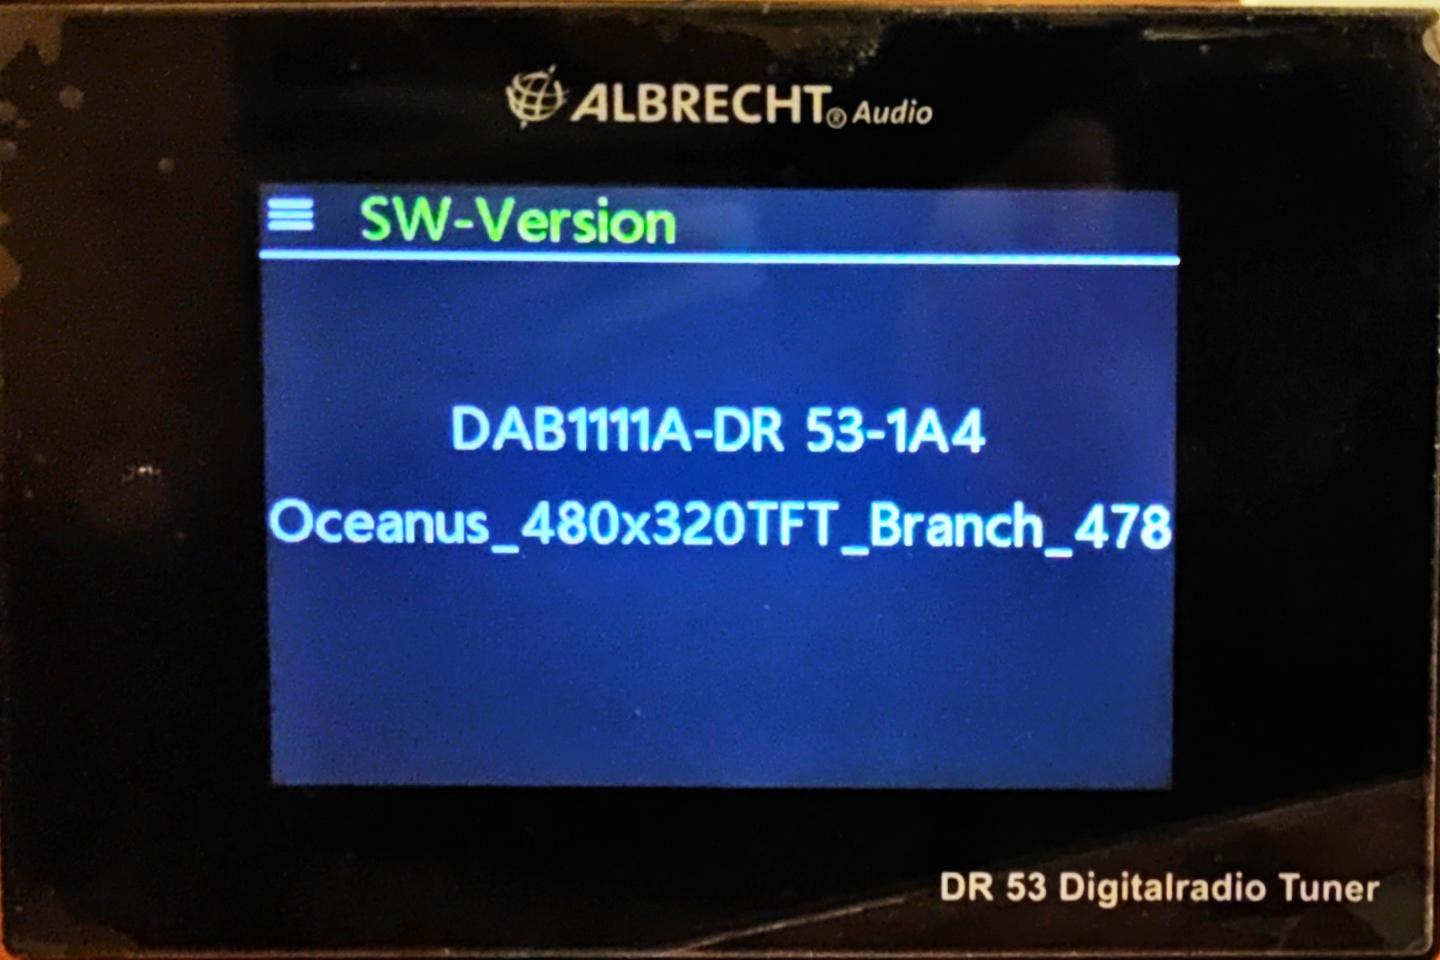 ALBRECHT® Audio
SW-Version
DAB1111A-DR 53-1A4
Oceanus_480x320TFT_Branch_478
DR 53 Digitalradio Tuner